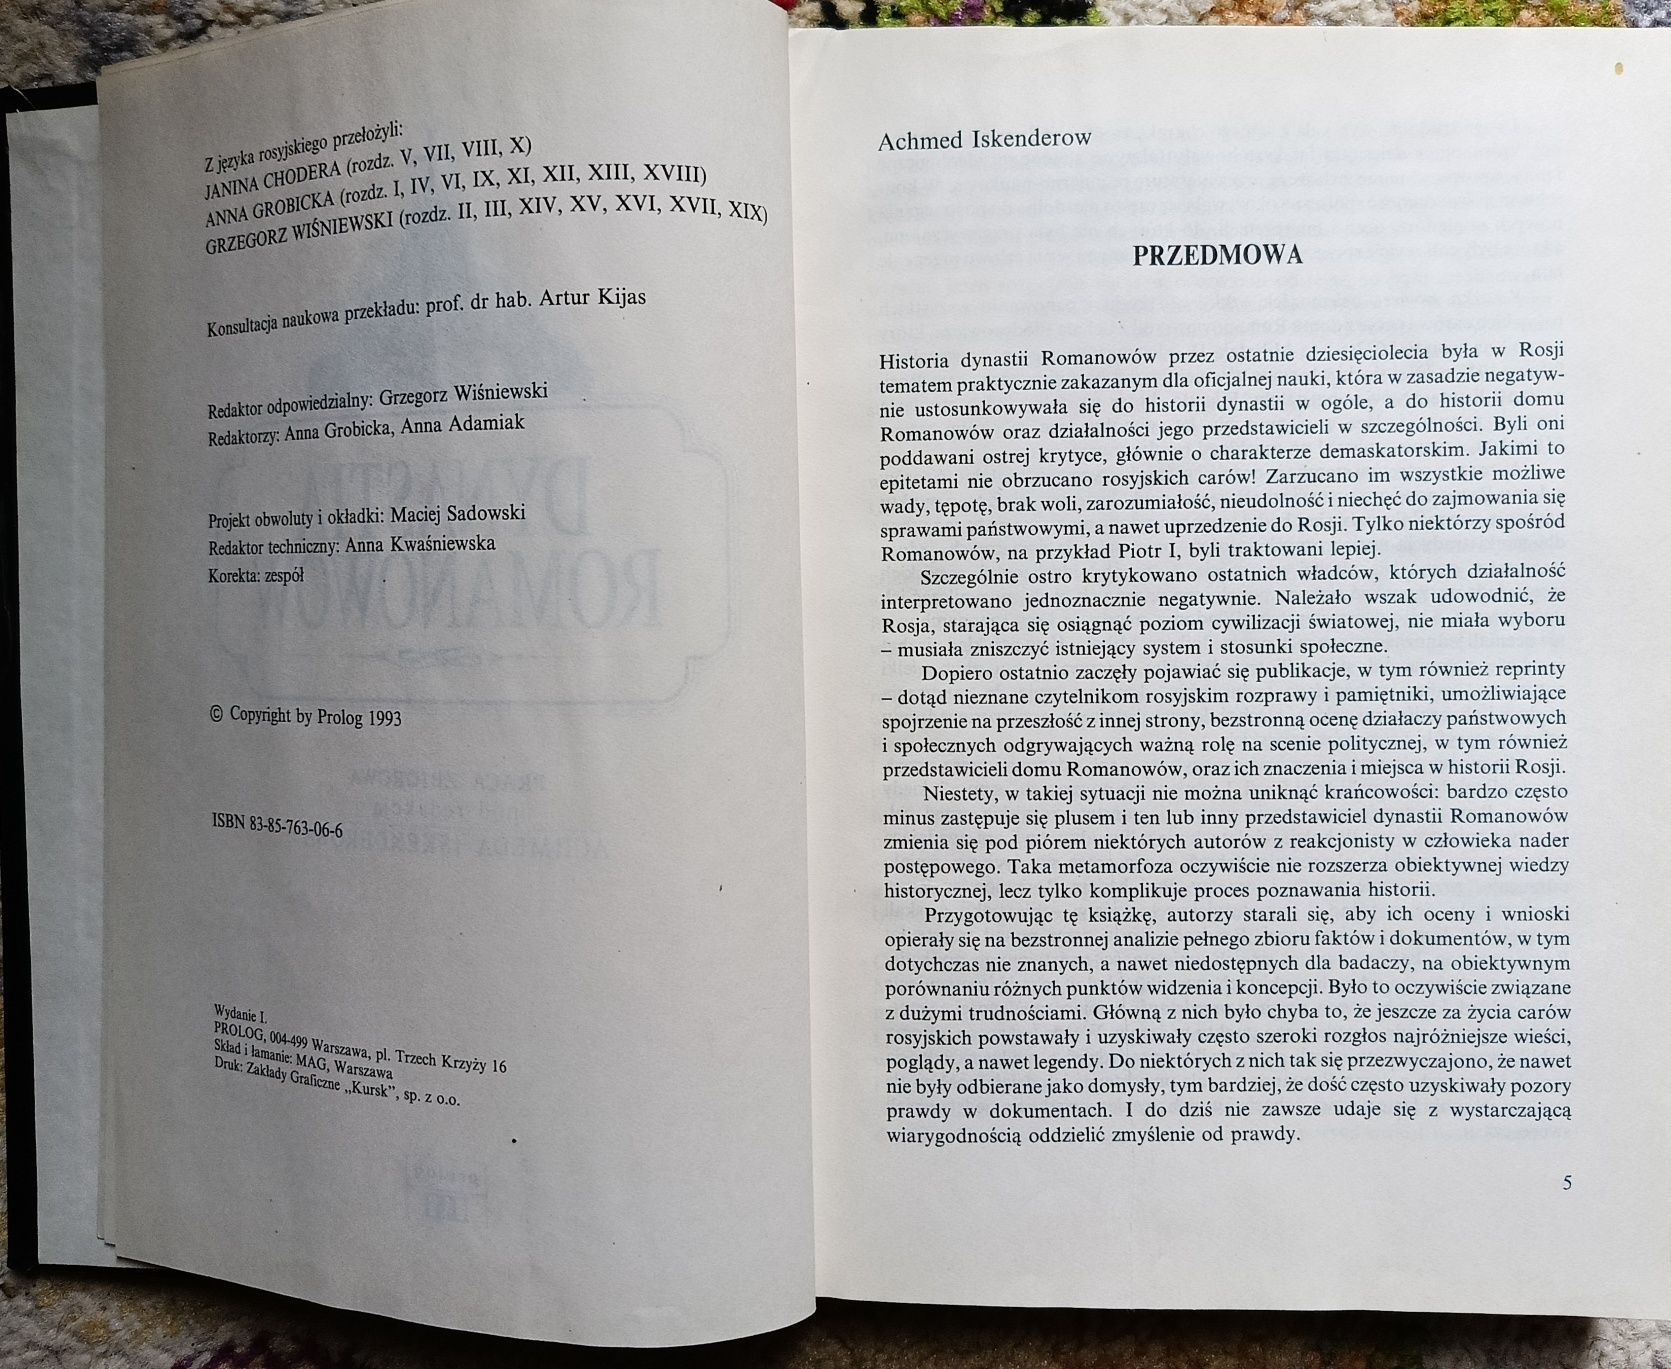 Z języka rosyjskiego przełożyli:
JANINA CHODERA (rozdz. V, VII, VIII, X)
ANNA GROBICKA (rozdz. I, IV, VI, IX, XI, XII, XIII, XVIII)
GRZEGORZ WIŚNIEWSKI (rozdz. II, III, XIV, XV, XVI, XVII, XIX)
Konsultacja naukowa przekładu: prof. dr hab. Artur Kijas
Redaktor odpowiedzialny: Grzegorz Wiśniewski
Redaktorzy: Anna Grobicka, Anna Adamiak
Projekt obwoluty i okładki: Maciej Sadowski
Redaktor techniczny: Anna Kwaśniewska
Korekta: zespół
© Copyright by Prolog 1993
ISBN 83-85-763-06-6
Wydanie I.
PROLOG, 004-499 Warszawa, pl. Trzech Krzyży 16
Skład i łamanie: MAG, Warszawa
Druk: Zakłady Graficzne „Kursk”, sp. z o.o.
Achmed Iskenderow
PRZEDMOWA
Historia dynastii Romanowów przez ostatnie dziesięciolecia była w Rosji
tematem praktycznie zakazanym dla oficjalnej nauki, która w zasadzie negatyw-
nie ustosunkowywała się do historii dynastii w ogóle, a do historii domu
Romanowów oraz działalności jego przedstawicieli w szczególności. Byli oni
poddawani ostrej krytyce, głównie o charakterze demaskatorskim. Jakimi to
epitetami nie obrzucano rosyjskich carów! Zarzucano im wszystkie możliwe
wady, tępotę, brak woli, zarozumiałość, nieudolność i niechęć do zajmowania się
sprawami państwowymi, a nawet uprzedzenie do Rosji. Tylko niektórzy spośród
Romanowów, na przykład Piotr I, byli traktowani lepiej.
Szczególnie ostro krytykowano ostatnich władców, których działalność
interpretowano jednoznacznie negatywnie. Należało wszak udowodnić, że
Rosja, starająca się osiągnąć poziom cywilizacji światowej, nie miała wyboru
– musiała zniszczyć istniejący system i stosunki społeczne.
Dopiero ostatnio zaczęły pojawiać się publikacje, w tym również reprinty
– dotąd nieznane czytelnikom rosyjskim rozprawy i pamiętniki, umożliwiające
spojrzenie na przeszłość z innej strony, bezstronną ocenę działaczy państwowych
i społecznych odgrywających ważną rolę na scenie politycznej, w tym również
przedstawicieli domu Romanowów, oraz ich znaczenia i miejsca w historii Rosji.
Niestety, w takiej sytuacji nie można uniknąć krańcowości: bardzo często
minus zastępuje się plusem i ten lub inny przedstawiciel dynastii Romanowów
zmienia się pod piórem niektórych autorów z reakcjonisty w człowieka nader
postępowego. Taka metamorfoza oczywiście nie rozszerza obiektywnej wiedzy
historycznej, lecz tylko komplikuje proces poznawania historii.
Przygotowując tę książkę, autorzy starali się, aby ich oceny i wnioski
opierały się na bezstronnej analizie pełnego zbioru faktów i dokumentów, w tym
dotychczas nie znanych, a nawet niedostępnych dla badaczy, na obiektywnym
porównaniu różnych punktów widzenia i koncepcji. Było to oczywiście związane
z dużymi trudnościami. Główną z nich było chyba to, że jeszcze za życia carów
rosyjskich powstawały i uzyskiwały często szeroki rozgłos najróżniejsze wieści,
poglądy, a nawet legendy. Do niektórych z nich tak się przezwyczajono, że nawet
nie były odbierane jako domysły, tym bardziej, że dość często uzyskiwały pozory
prawdy w dokumentach. I do dziś nie zawsze udaje się z wystarczającą
wiarygodnością oddzielić zmyślenie od prawdy.
5